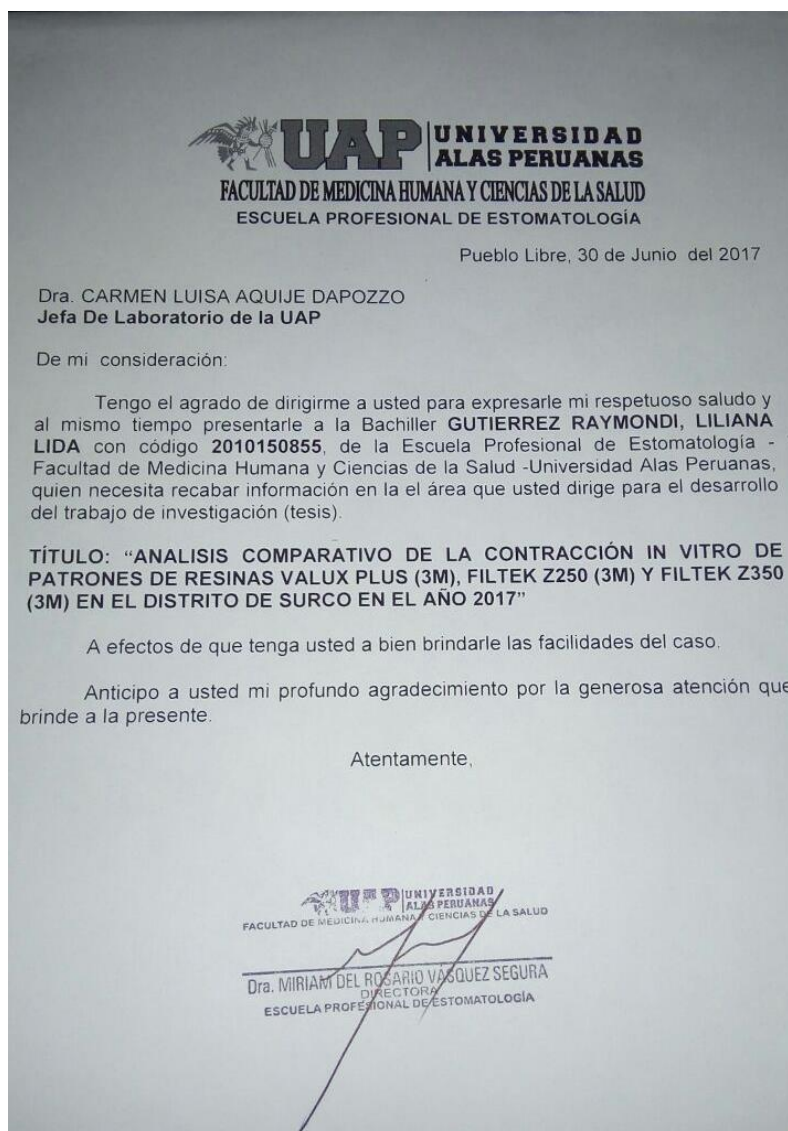 UAP UNIVERSIDAD
ALAS PERUANAS
FACULTAD DE MEDICINA HUMANA Y CIENCIAS DE LA SALUD
ESCUELA PROFESIONAL DE ESTOMATOLOGÍA
Pueblo Libre, 30 de Junio del 2017
Dra. CARMEN LUISA AQUIJE DAPOZZO
Jefa De Laboratorio de la UAP
De mi consideración:
Tengo el agrado de dirigirme a usted para expresarle mi respetuoso saludo y
al mismo tiempo presentarle a la Bachiller GUTIERREZ RAYMONDI, LILIANA
LIDA con código 2010150855, de la Escuela Profesional de Estomatología -
Facultad de Medicina Humana y Ciencias de la Salud -Universidad Alas Peruanas,
quien necesita recabar información en la el área que usted dirige para el desarrollo
del trabajo de investigación (tesis).
TÍTULO: “ANALISIS COMPARATIVO DE LA CONTRACCIÓN IN VITRO DE
PATRONES DE RESINAS VALUX PLUS (3M), FILTEK Z250 (3M) Y FILTEK Z350
(3M) EN EL DISTRITO DE SURCO EN EL AÑO 2017”
A efectos de que tenga usted a bien brindarle las facilidades del caso.
Anticipo a usted mi profundo agradecimiento por la generosa atención que
brinde a la presente.
Atentamente,
UAP UNIVERSIDAD
ALAS PERUANAS
FACULTAD DE MEDICINA HUMANA Y CIENCIAS DE LA SALUD
Dra. MIRIAM DEL ROSARIO VÁSQUEZ SEGURA
DIRECTORA
ESCUELA PROFESIONAL DE ESTOMATOLOGÍA